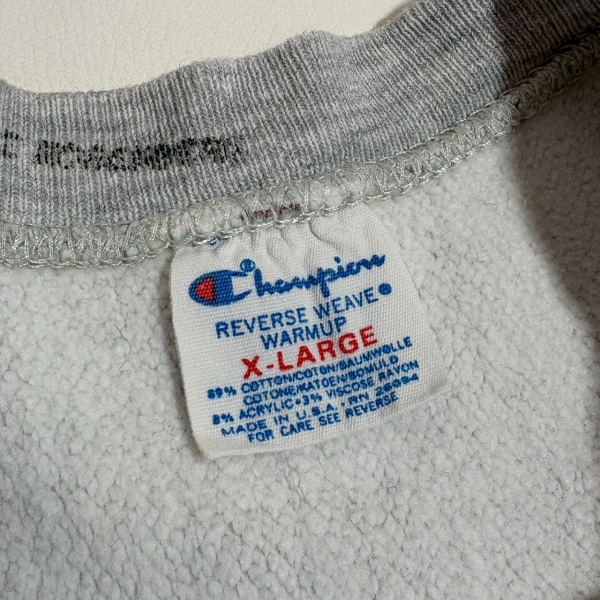 Champion®
REVERSE WEAVE®
WARMUP
X-LARGE
89% COTTON/COTON/BAUMWOLLE
COTONE/KATOEN/BOMULD
8% ACRYLIC • 3% VISCOSE RAYON
MADE IN U.S.A. • RN 26094
FOR CARE SEE REVERSE